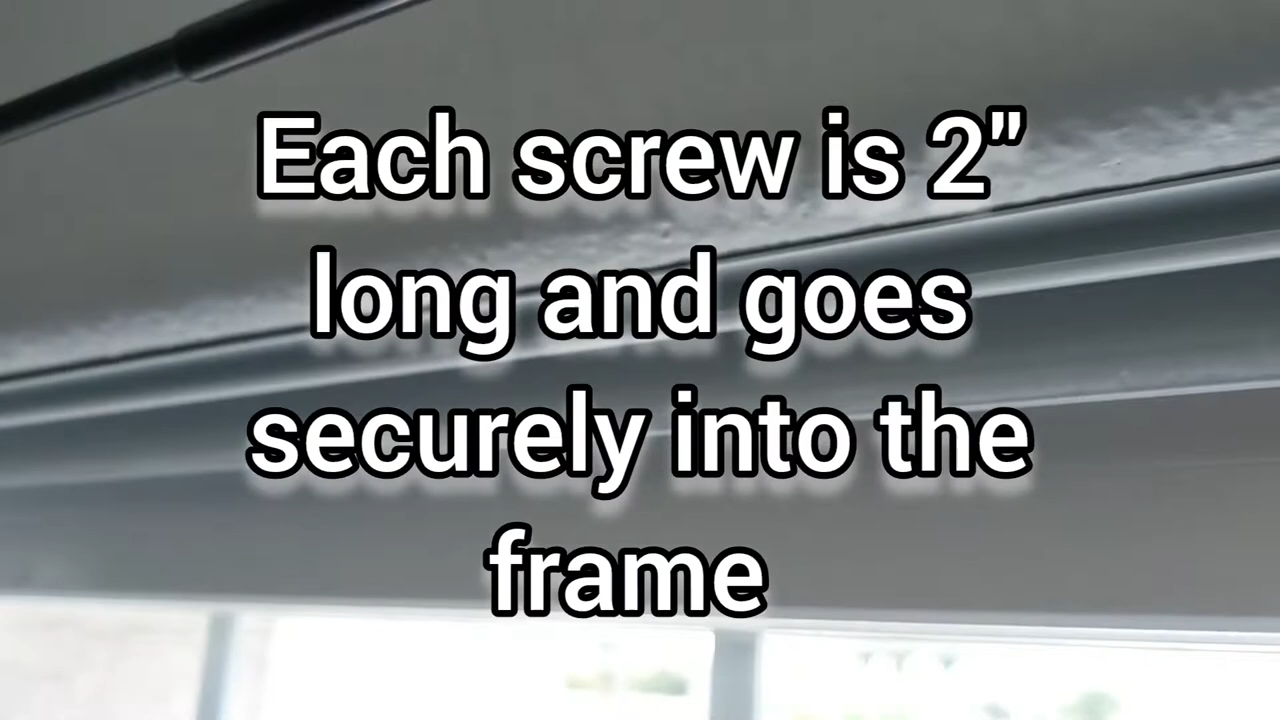 Each screw is 2"
long and goes
securely into the
frame